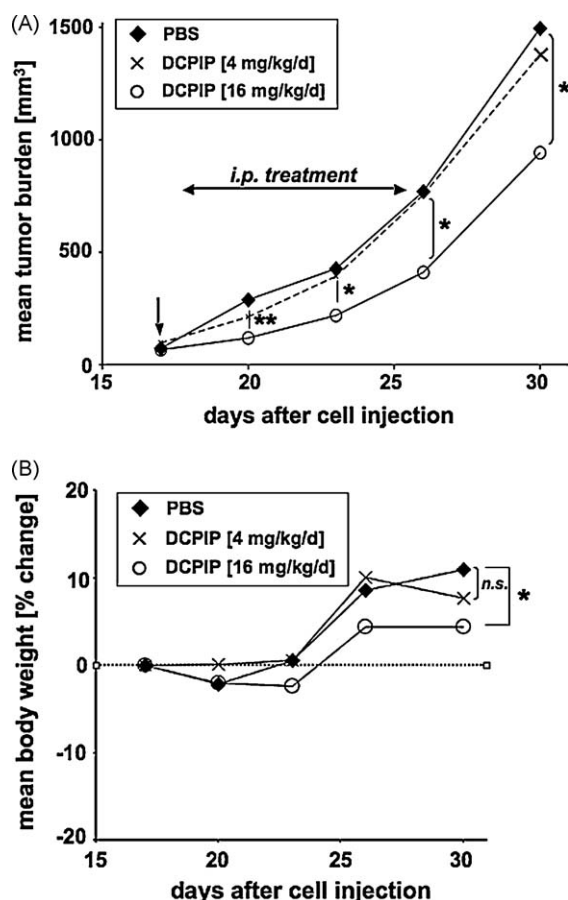 (A)
1500
1000
500
0
mean tumor burden [mm³]
PBS
DCPIP [4 mg/kg/d]
DCPIP [16 mg/kg/d]
i.p. treatment
*
*
*
**
15
20
25
30
days after cell injection
(B)
20
10
0
-10
-20
mean body weight [% change]
PBS
DCPIP [4 mg/kg/d]
DCPIP [16 mg/kg/d]
n.s.
*
15
20
25
30
days after cell injection